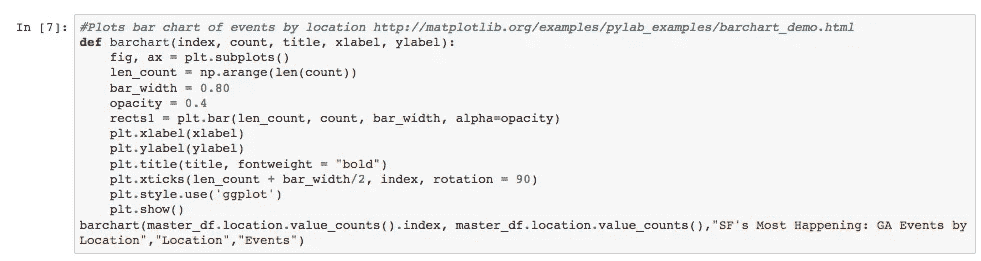 In [7]: #Plots bar chart of events by location http://matplotlib.org/examples/pylab_examples/barchart_demo.html
def barchart(index, count, title, xlabel, ylabel):
    fig, ax = plt.subplots()
    len_count = np.arange(len(count))
    bar_width = 0.80
    opacity = 0.4
    rects1 = plt.bar(len_count, count, bar_width, alpha=opacity)
    plt.xlabel(xlabel)
    plt.ylabel(ylabel)
    plt.title(title, fontweight = "bold")
    plt.xticks(len_count + bar_width/2, index, rotation = 90)
    plt.style.use('ggplot')
    plt.show()
barchart(master_df.location.value_counts().index, master_df.location.value_counts(),"SF's Most Happening: GA Events by
Location","Location","Events")